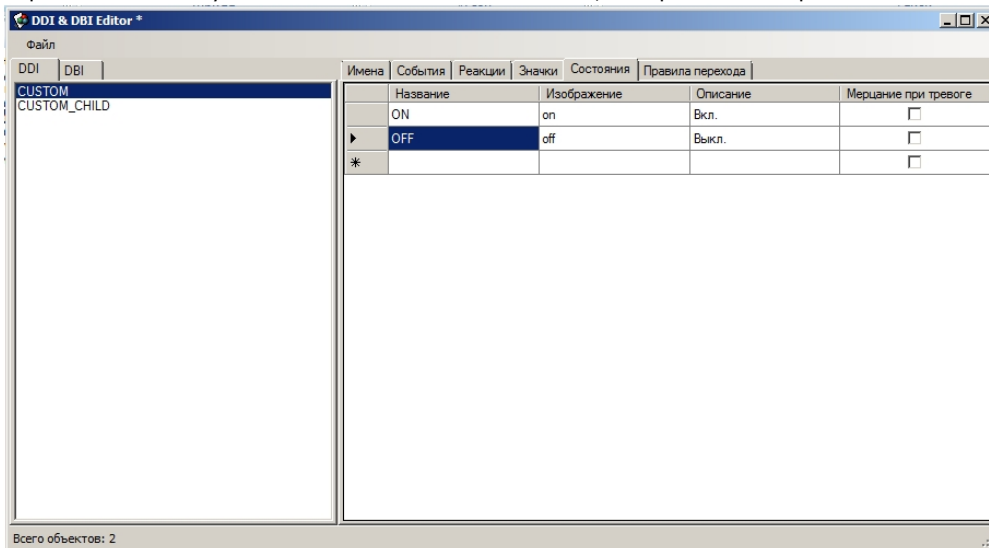 DDI & DBI Editor *
Файл
DDI DBI
Имена События Реакции Значки Состояния Правила перехода
CUSTOM
CUSTOM_CHILD
Название Изображение Описание Мерцание при тревоге
ON on Вкл.
OFF off Выкл.
Всего объектов: 2